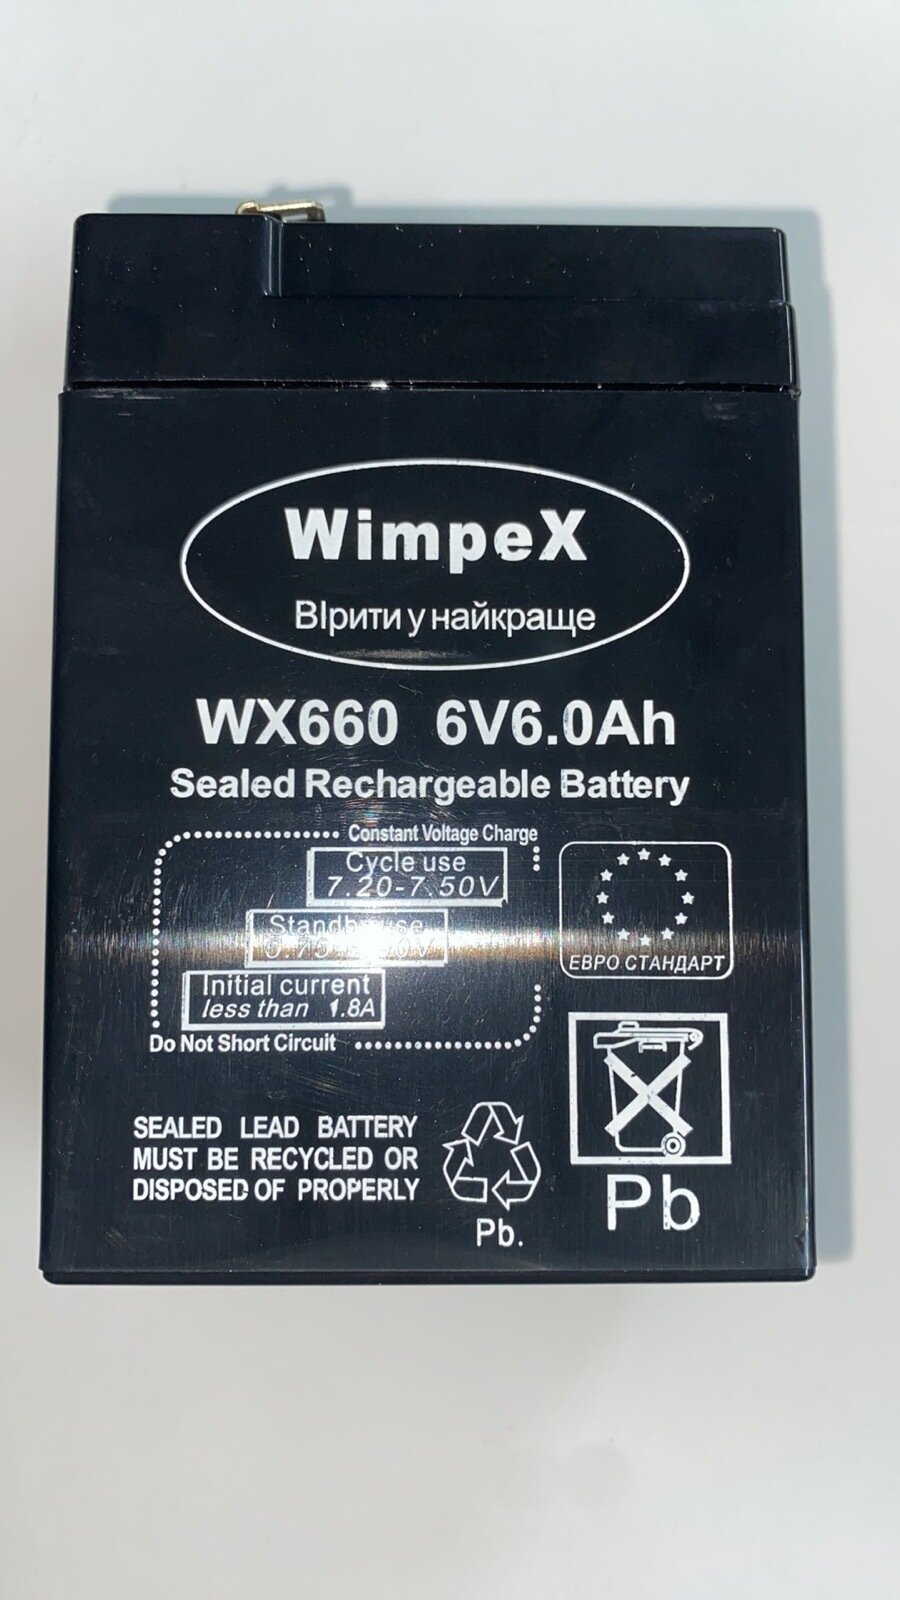 WimpeX
ВІрити у найкраще
WX660 6V6.0Ah
Sealed Rechargeable Battery
Constant Voltage Charge
Cycle use
7.20-7.50V
use
Initial current
less than 1.8A
Do Not Short Circuit
ЕВРО СТАНДАРТ
SEALED LEAD BATTERY
MUST BE RECYCLED OR
DISPOSED OF PROPERLY
Pb.
Pb